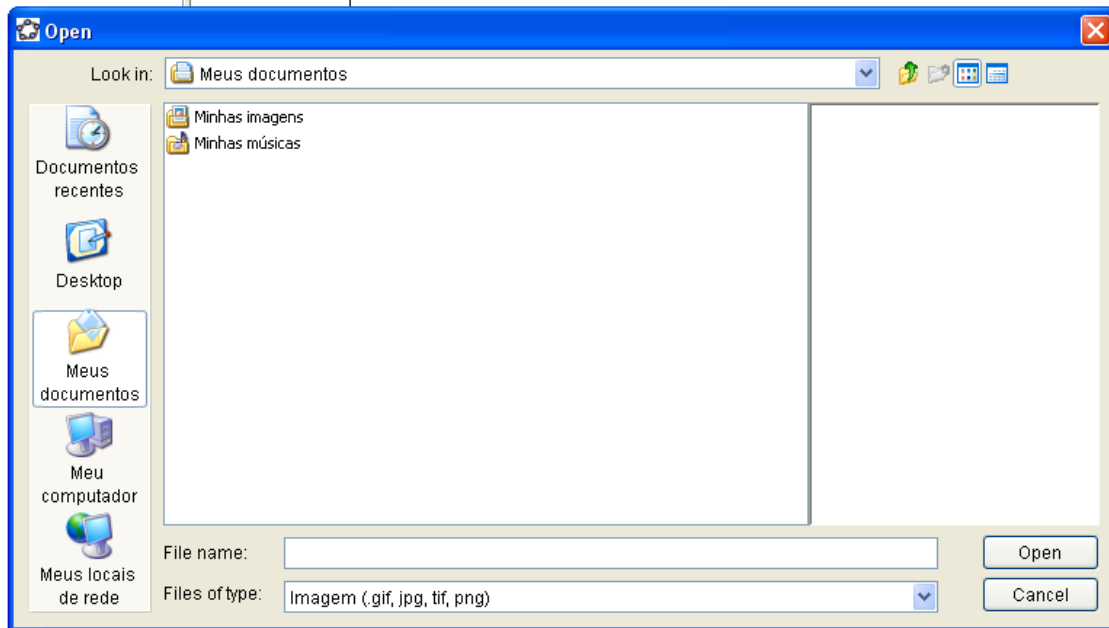 Open
Look in: Meus documentos
Minhas imagens
Minhas músicas
Documentos
recentes
Desktop
Meus
documentos
Meu
computador
Meus locais
de rede
File name:
Open
Files of type: Imagem (.gif, jpg, tif, png)
Cancel